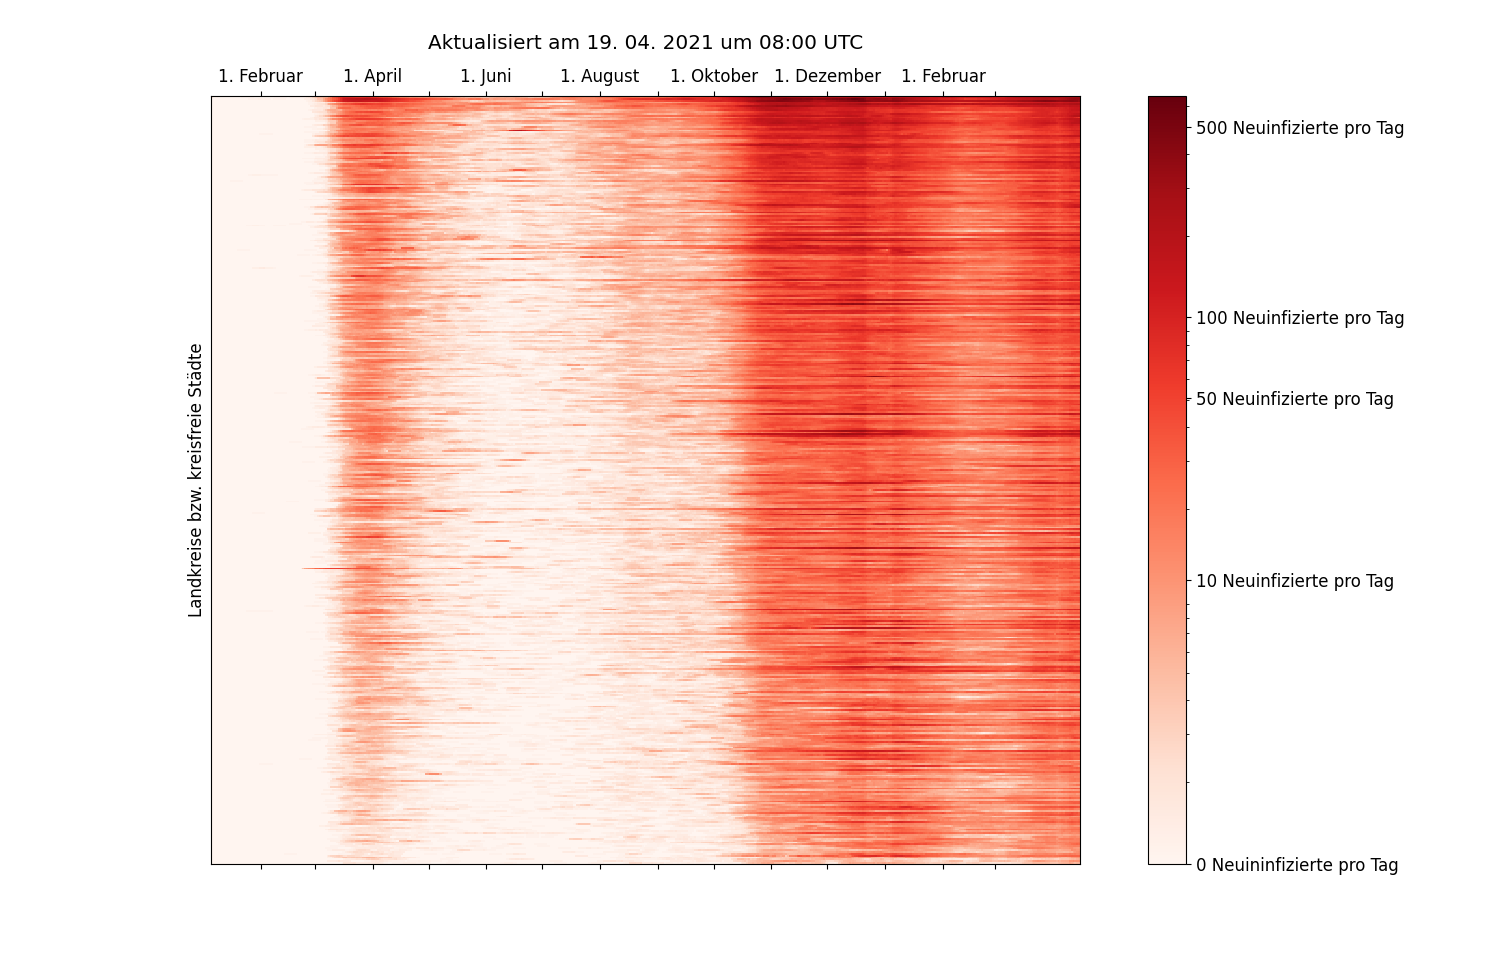 Aktualisiert am 19. 04. 2021 um 08:00 UTC
1. Februar 1. April 1. Juni 1. August 1. Oktober 1. Dezember 1. Februar
Landkreise bzw. kreisfreie Städte
500 Neuinfizierte pro Tag
100 Neuinfizierte pro Tag
50 Neuinfizierte pro Tag
10 Neuinfizierte pro Tag
0 Neuininfizierte pro Tag